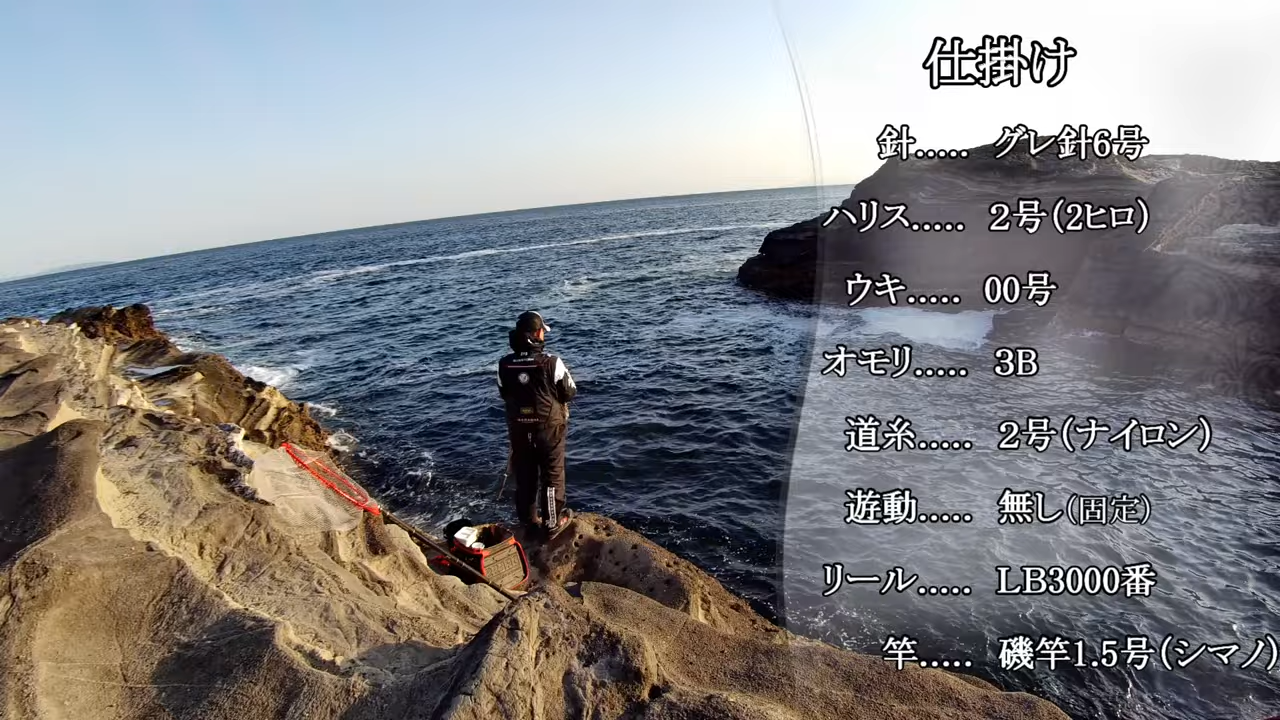 仕掛け
針..... グレ針6号
ハリス..... 2号(2ヒロ)
ウキ..... 00号
オモリ..... 3B
道糸..... 2号(ナイロン)
遊動..... 無し(固定)
リール..... LB3000番
竿..... 磯竿1.5号(シマノ)